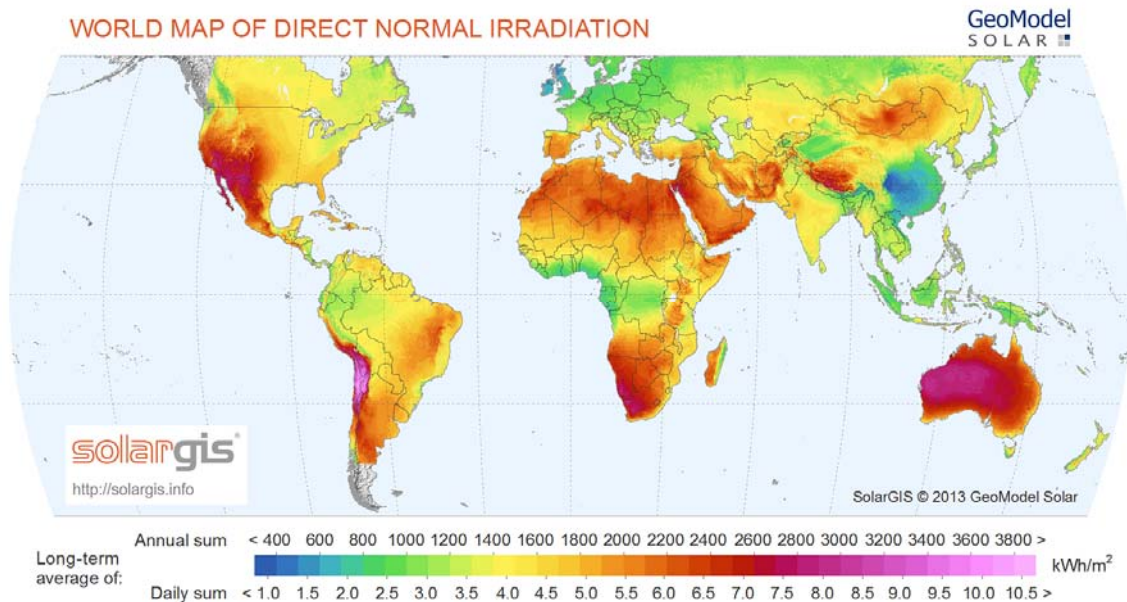 WORLD MAP OF DIRECT NORMAL IRRADIATION
GeoModel
SOLAR
solargis®
http://solargis.info
SolarGIS © 2013 GeoModel Solar
Annual sum < 400 600 800 1000 1200 1400 1600 1800 2000 2200 2400 2600 2800 3000 3200 3400 3600 3800 >
Long-term average of:
kWh/m²
Daily sum < 1.0 1.5 2.0 2.5 3.0 3.5 4.0 4.5 5.0 5.5 6.0 6.5 7.0 7.5 8.0 8.5 9.0 9.5 10.0 10.5 >